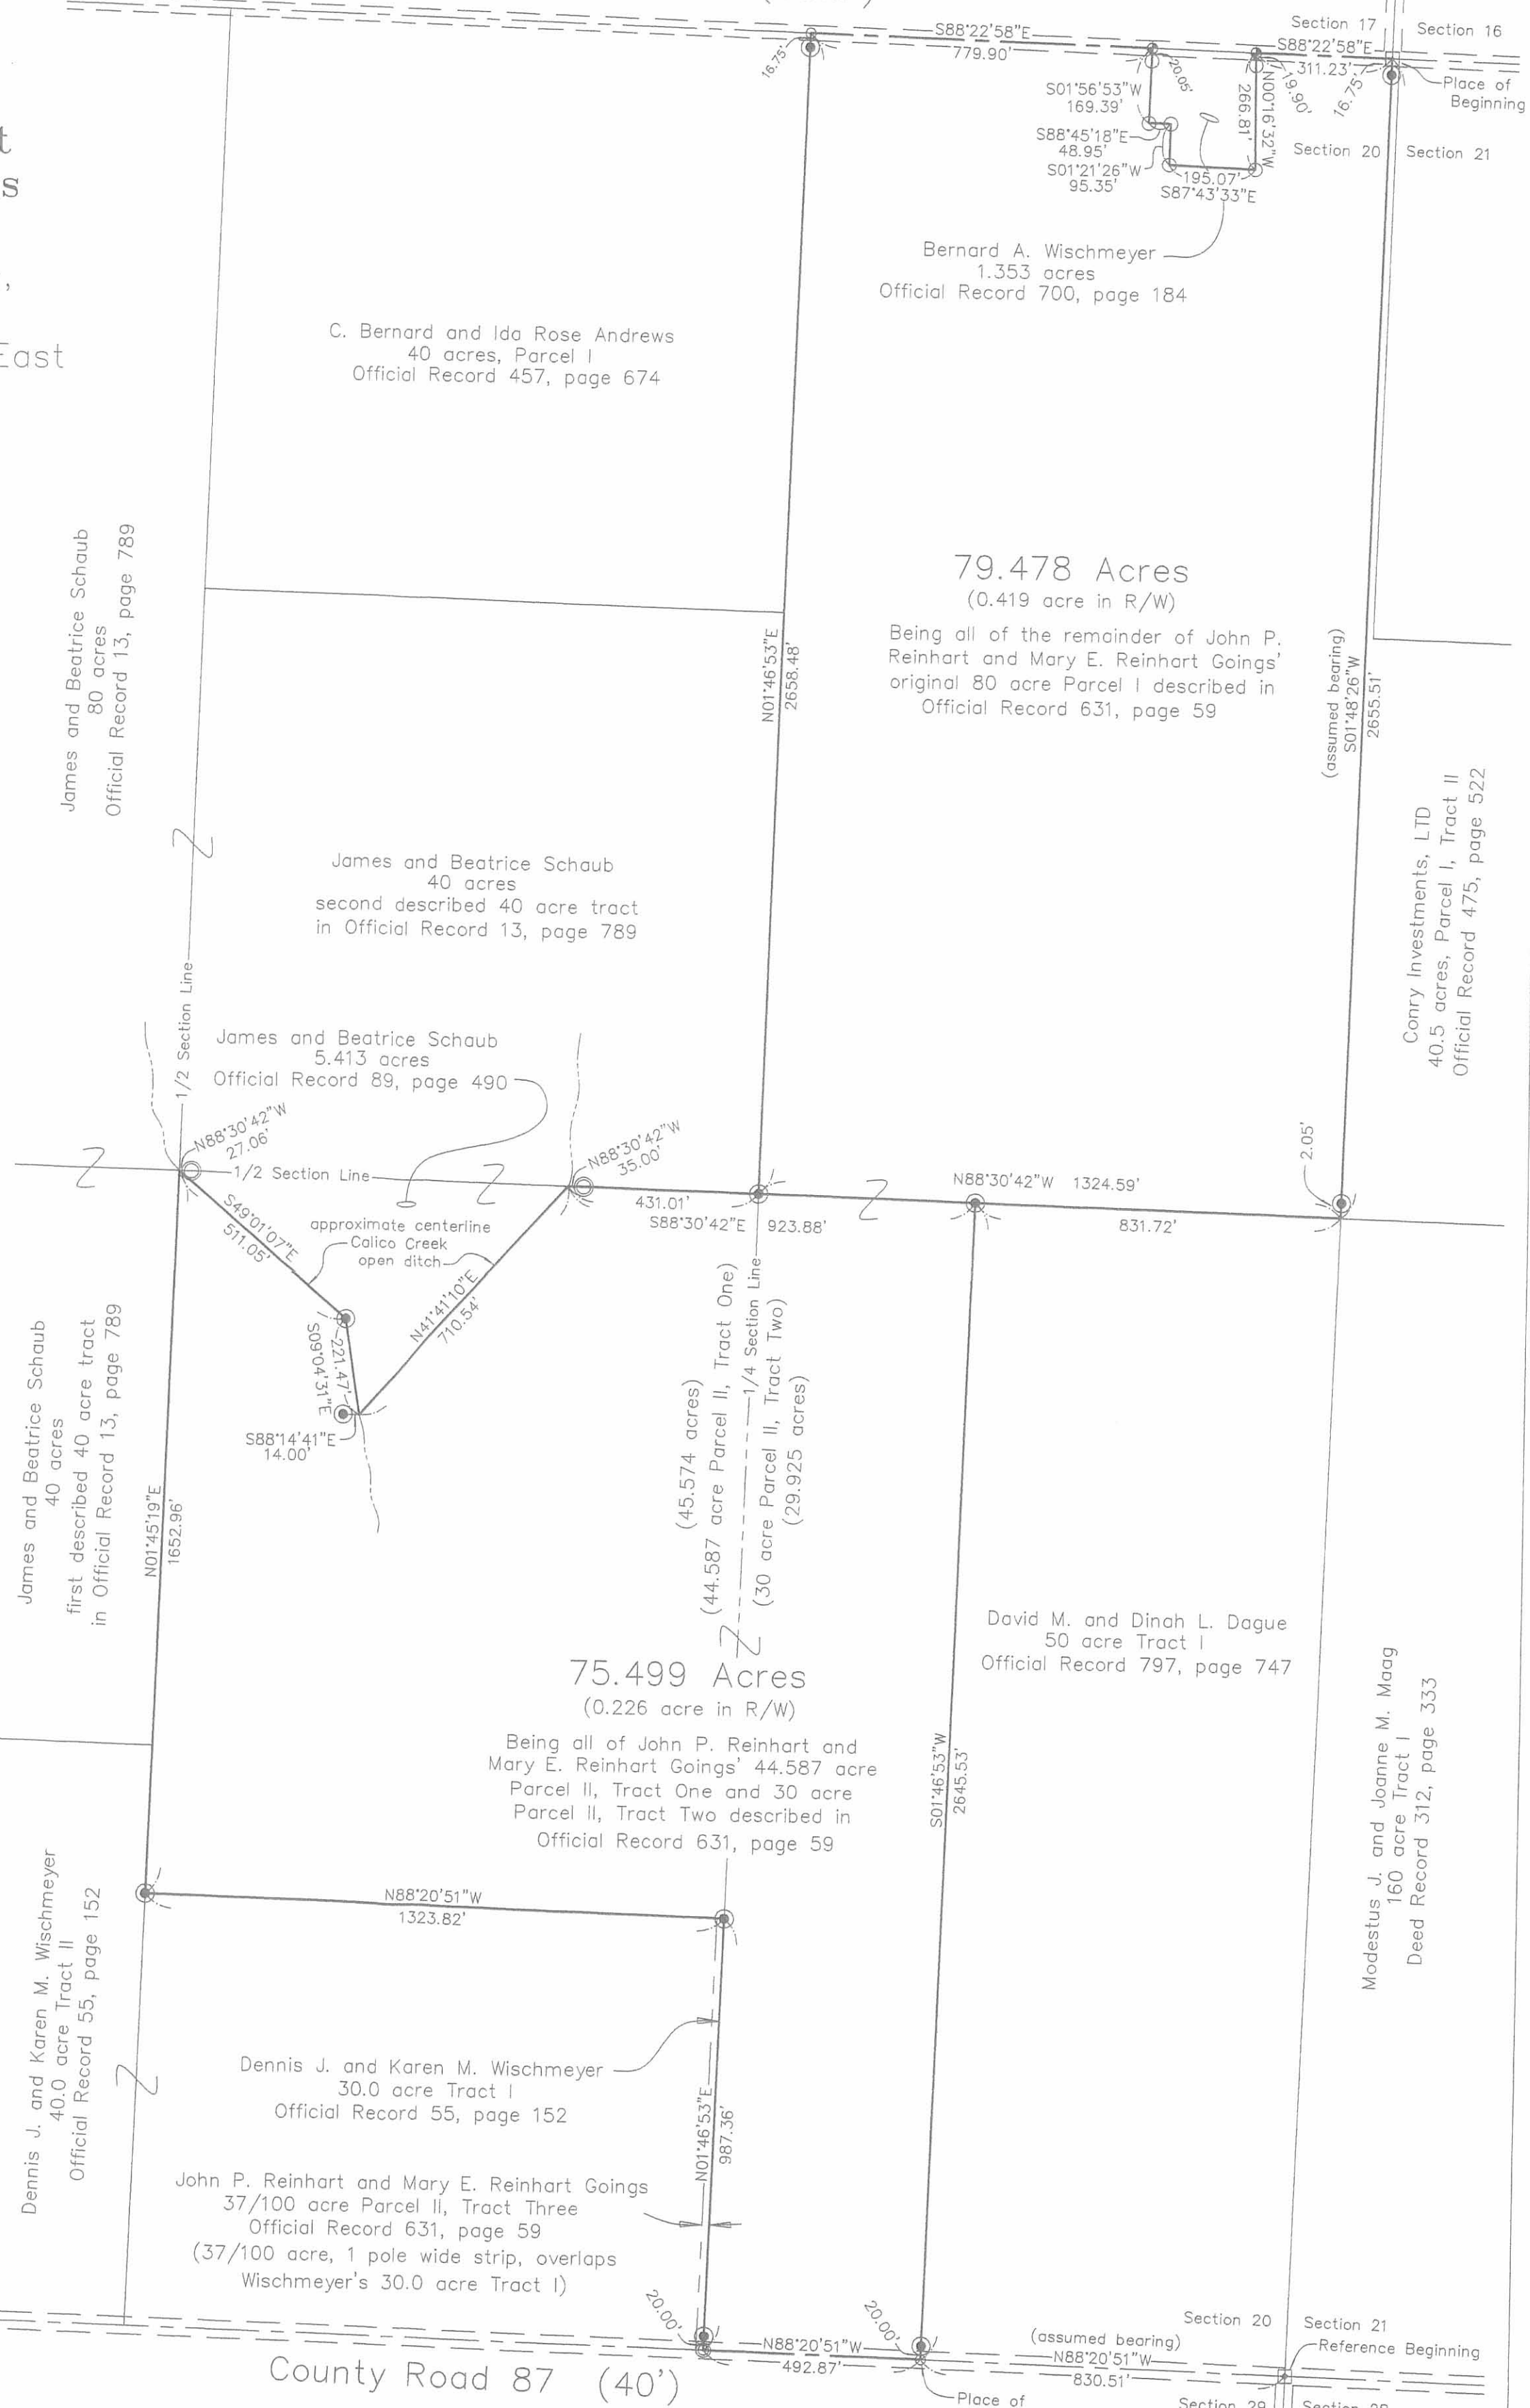 S88°22'58"E
779.90'
16.75'
Section 17
Section 16
S88°22'58"E
311.23'
16.75'
Place of
Beginning
S01°56'53"W
169.39'
20.05'
N00°16'32"W
266.81'
19.90'
S88°45'18"E
48.95'
S01°21'26"W
95.35'
195.07'
S87°43'33"E
Section 20
Section 21
t
s
,
East
Bernard A. Wischmeyer
1.353 acres
Official Record 700, page 184
C. Bernard and Ida Rose Andrews
40 acres, Parcel I
Official Record 457, page 674
James and Beatrice Schaub
80 acres
Official Record 13, page 789
79.478 Acres
(0.419 acre in R/W)
Being all of the remainder of John P.
Reinhart and Mary E. Reinhart Goings'
original 80 acre Parcel I described in
Official Record 631, page 59
N01°46'53"E
2658.48'
(assumed bearing)
S01°48'26"W
2655.51'
Conry Investments, LTD
40.5 acres, Parcel I, Tract II
Official Record 475, page 522
James and Beatrice Schaub
40 acres
second described 40 acre tract
in Official Record 13, page 789
1/2 Section Line
James and Beatrice Schaub
5.413 acres
Official Record 89, page 490
N88°30'42"W
27.06'
1/2 Section Line
N88°30'42"W
35.00'
431.01'
S88°30'42"E
923.88'
N88°30'42"W 1324.59'
831.72'
2.05'
S49°01'07"E
511.05'
approximate centerline
Calico Creek
open ditch
N41°41'10"E
710.54'
S09°04'31"E
221.47'
S88°14'41"E
14.00'
(45.574 acres)
(44.587 acre Parcel II, Tract One)
1/4 Section Line
(30 acre Parcel II, Tract Two)
(29.925 acres)
James and Beatrice Schaub
40 acres
first described 40 acre tract
in Official Record 13, page 789
N01°45'19"E
1652.96'
David M. and Dinah L. Dague
50 acre Tract I
Official Record 797, page 747
75.499 Acres
(0.226 acre in R/W)
Being all of John P. Reinhart and
Mary E. Reinhart Goings' 44.587 acre
Parcel II, Tract One and 30 acre
Parcel II, Tract Two described in
Official Record 631, page 59
S01°46'53"W
2645.53'
Modestus J. and Joanne M. Maag
160 acre Tract I
Deed Record 312, page 333
N88°20'51"W
1323.82'
Dennis J. and Karen M. Wischmeyer
40.0 acre Tract II
Official Record 55, page 152
Dennis J. and Karen M. Wischmeyer
30.0 acre Tract I
Official Record 55, page 152
N01°46'53"E
987.36'
John P. Reinhart and Mary E. Reinhart Goings
37/100 acre Parcel II, Tract Three
Official Record 631, page 59
(37/100 acre, 1 pole wide strip, overlaps
Wischmeyer's 30.0 acre Tract I)
20.00'
20.00'
N88°20'51"W
492.87'
(assumed bearing)
N88°20'51"W
830.51'
Section 20
Section 21
Reference Beginning
County Road 87 (40')
Place of
Section 29
Section